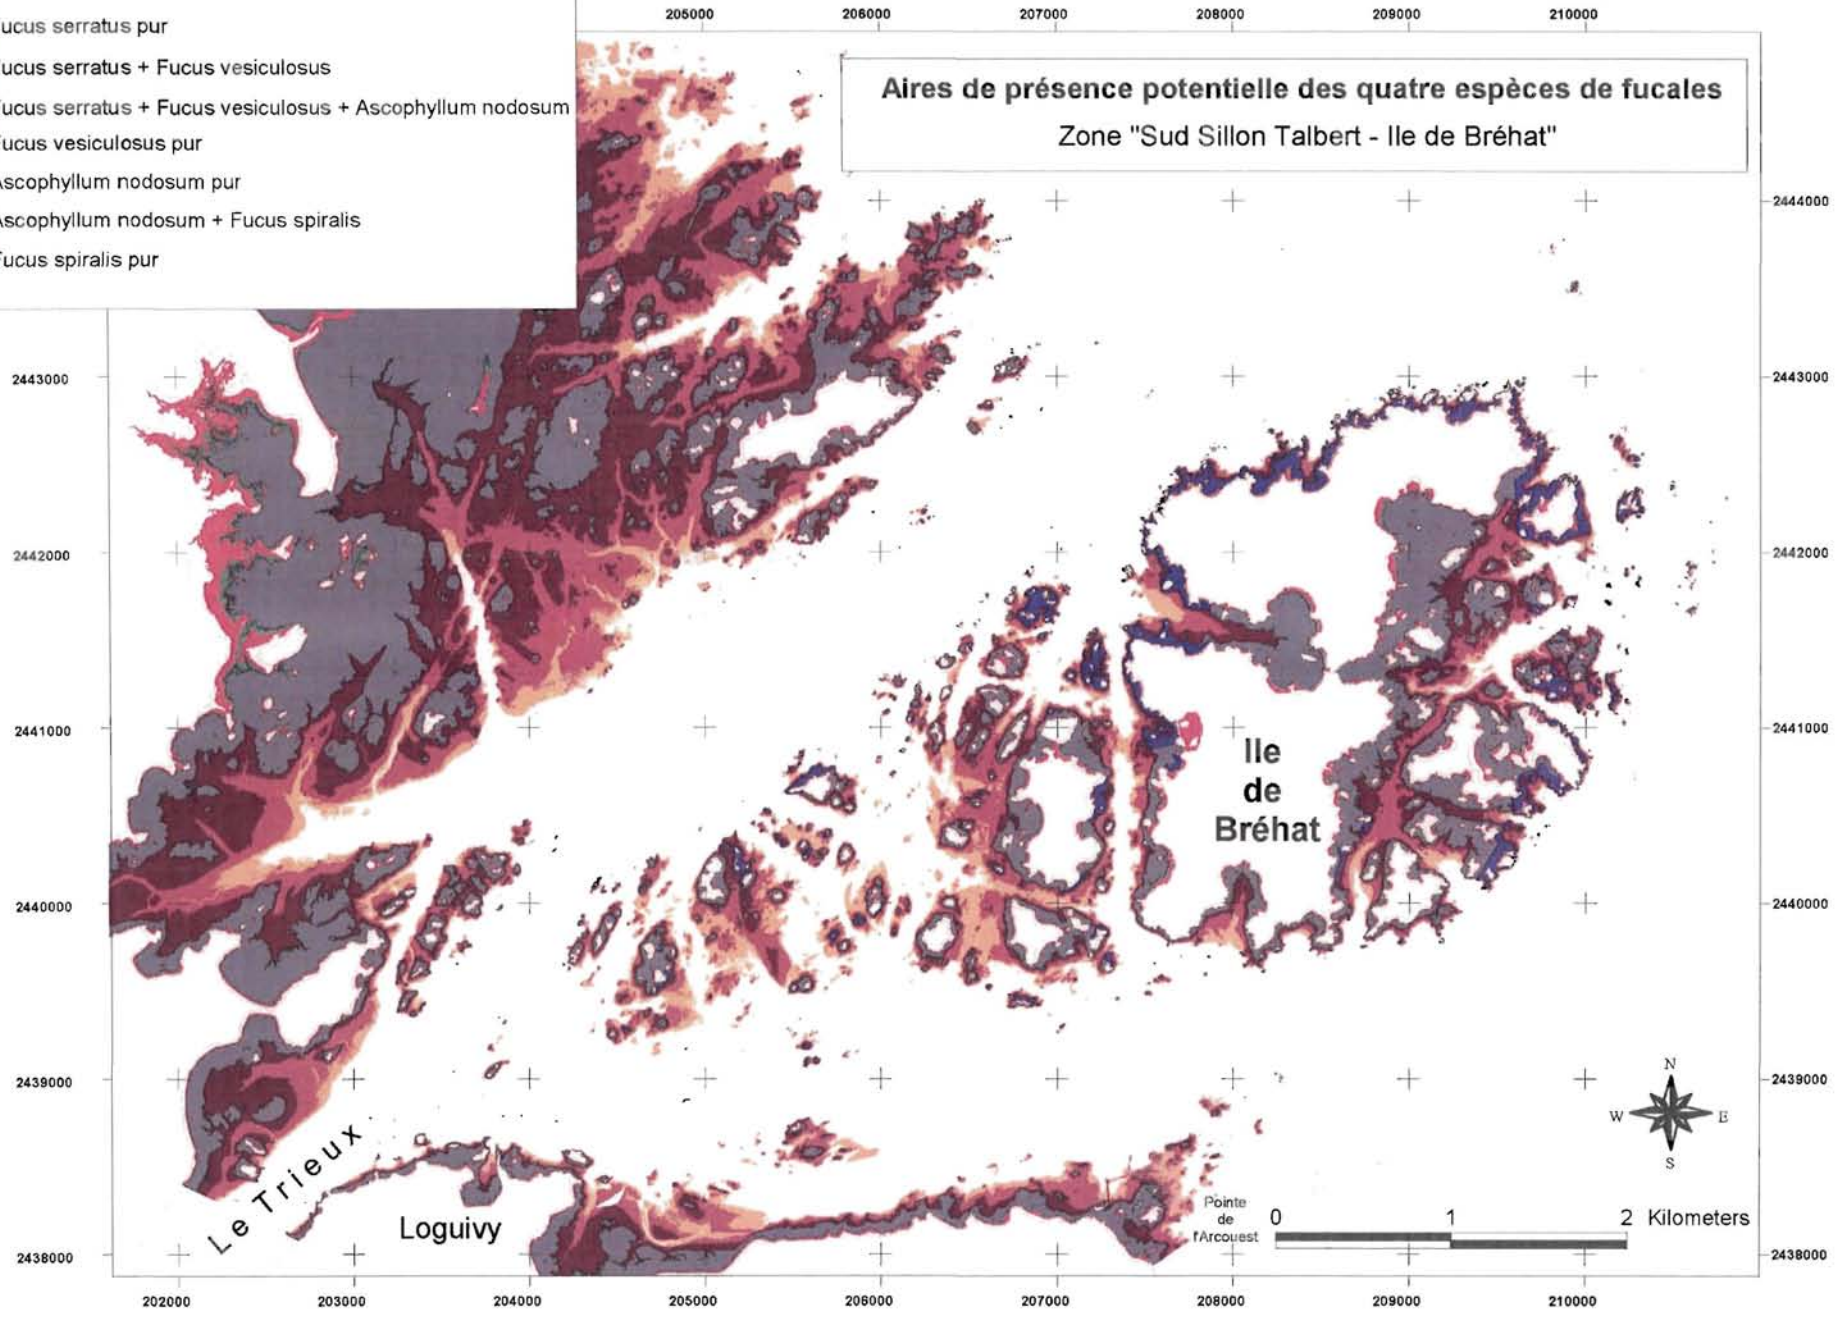 ucus serratus pur
ucus serratus + Fucus vesiculosus
ucus serratus + Fucus vesiculosus + Ascophyllum nodosum
ucus vesiculosus pur
Ascophyllum nodosum pur
Ascophyllum nodosum + Fucus spiralis
ucus spiralis pur
205000 206000 207000 208000 209000 210000
Aires de présence potentielle des quatre espèces de fucales
Zone "Sud Sillon Talbert - Ile de Bréhat"
2444000
2443000 2443000
2442000 2442000
2441000 2441000
Ile
de
Bréhat
2440000 2440000
2439000 2439000
N
W E
S
Le Trieux
Loguivy
Pointe
de
l'Arcouest
0 1 2 Kilometers
2438000 2438000
202000 203000 204000 205000 206000 207000 208000 209000 210000